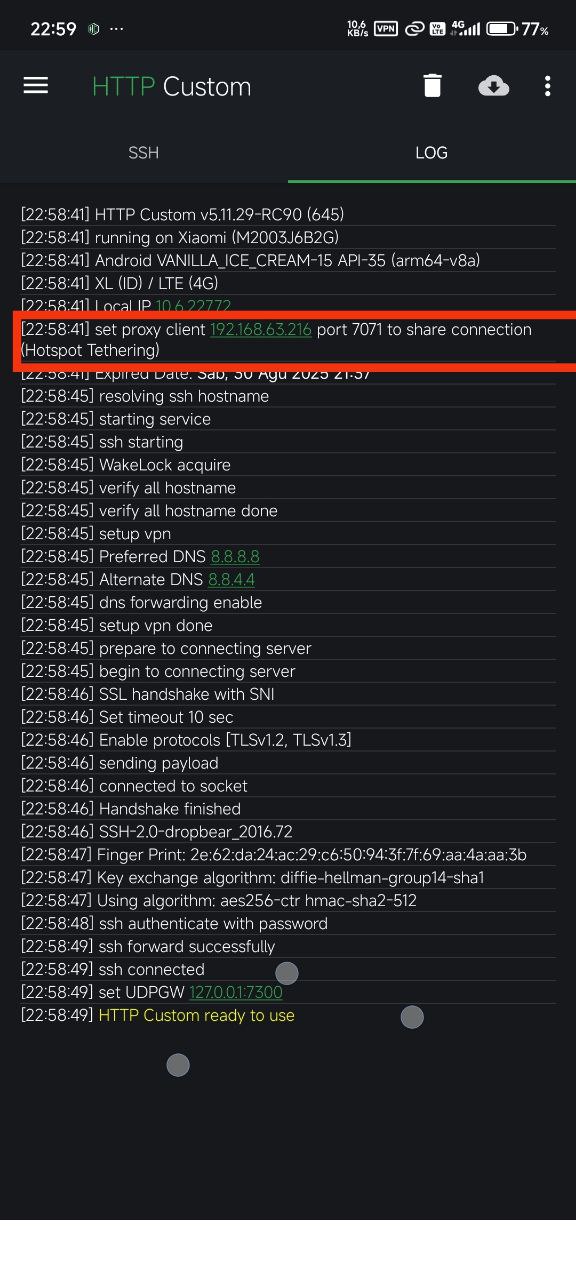 22:59 ... 10,6 KB/s VPN Vo LTE 4G 77%
HTTP Custom
SSH LOG
[22:58:41] HTTP Custom v5.11.29-RC90 (645)
[22:58:41] running on Xiaomi (M2003J6B2G)
[22:58:41] Android VANILLA_ICE_CREAM-15 API-35 (arm64-v8a)
[22:58:41] XL (ID) / LTE (4G)
[22:58:41] Local IP 10.6.227.72
[22:58:41] set proxy client 192.168.63.216 port 7071 to share connection
(Hotspot Tethering)
[22:58:41] Expired Date: Sab, 30 Agu 2025 21:37
[22:58:45] resolving ssh hostname
[22:58:45] starting service
[22:58:45] ssh starting
[22:58:45] WakeLock acquire
[22:58:45] verify all hostname
[22:58:45] verify all hostname done
[22:58:45] setup vpn
[22:58:45] Preferred DNS 8.8.8.8
[22:58:45] Alternate DNS 8.8.4.4
[22:58:45] dns forwarding enable
[22:58:45] setup vpn done
[22:58:45] prepare to connecting server
[22:58:45] begin to connecting server
[22:58:46] SSL handshake with SNI
[22:58:46] Set timeout 10 sec
[22:58:46] Enable protocols [TLSv1.2, TLSv1.3]
[22:58:46] sending payload
[22:58:46] connected to socket
[22:58:46] Handshake finished
[22:58:46] SSH-2.0-dropbear_2016.72
[22:58:47] Finger Print: 2e:62:da:24:ac:29:c6:50:94:3f:7f:69:aa:4a:aa:3b
[22:58:47] Key exchange algorithm: diffie-hellman-group14-sha1
[22:58:47] Using algorithm: aes256-ctr hmac-sha2-512
[22:58:48] ssh authenticate with password
[22:58:49] ssh forward successfully
[22:58:49] ssh connected
[22:58:49] set UDPGW 127.0.0.1:7300
[22:58:49] HTTP Custom ready to use